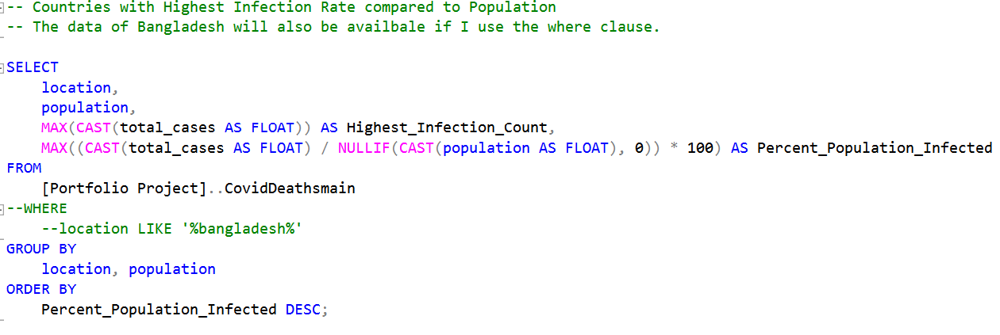 -- Countries with Highest Infection Rate compared to Population
-- The data of Bangladesh will also be availbale if I use the where clause.
SELECT
location,
population,
MAX(CAST(total_cases AS FLOAT)) AS Highest_Infection_Count,
MAX((CAST(total_cases AS FLOAT) / NULLIF(CAST(population AS FLOAT), 0)) * 100) AS Percent_Population_Infected
FROM
[Portfolio Project]..CovidDeathsmain
--WHERE
--location LIKE '%bangladesh%'
GROUP BY
location, population
ORDER BY
Percent_Population_Infected DESC;